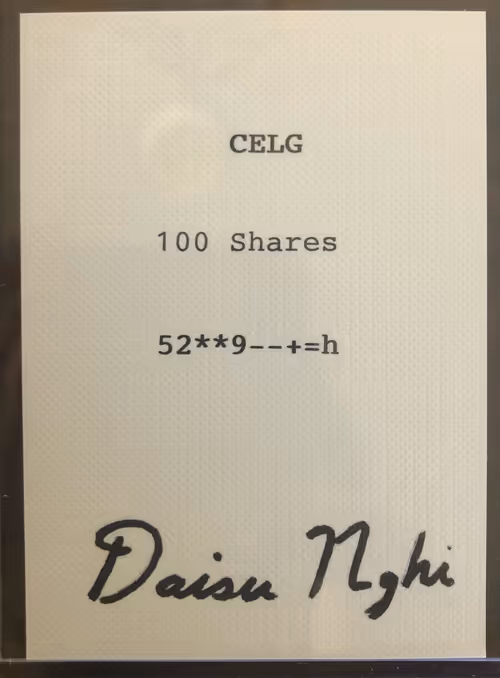 CELG
100 Shares
52**9--+=h
Daisu Nghi